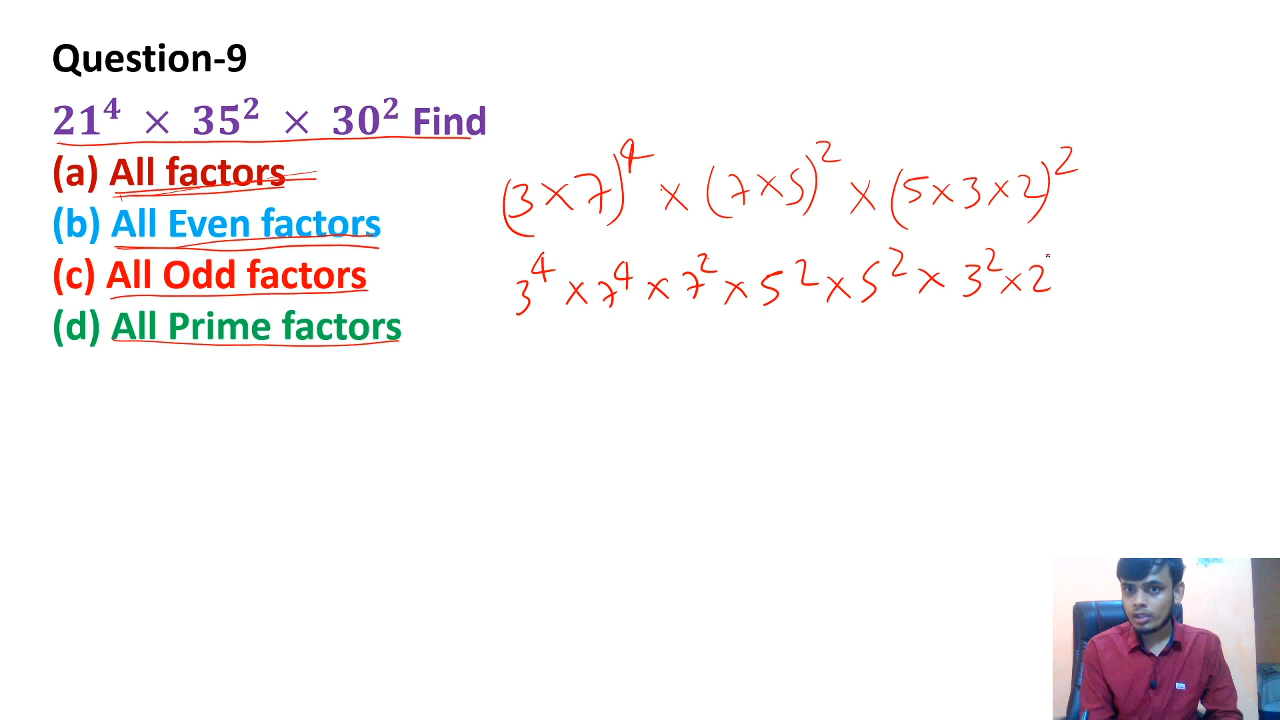 Question-9
21⁴ × 35² × 30² Find
(a) All factors
(b) All Even factors
(c) All Odd factors
(d) All Prime factors
(3×7)⁴ × (7×5)² × (5×3×2)²
3⁴ × 7⁴ × 7² × 5² × 5² × 3² × 2